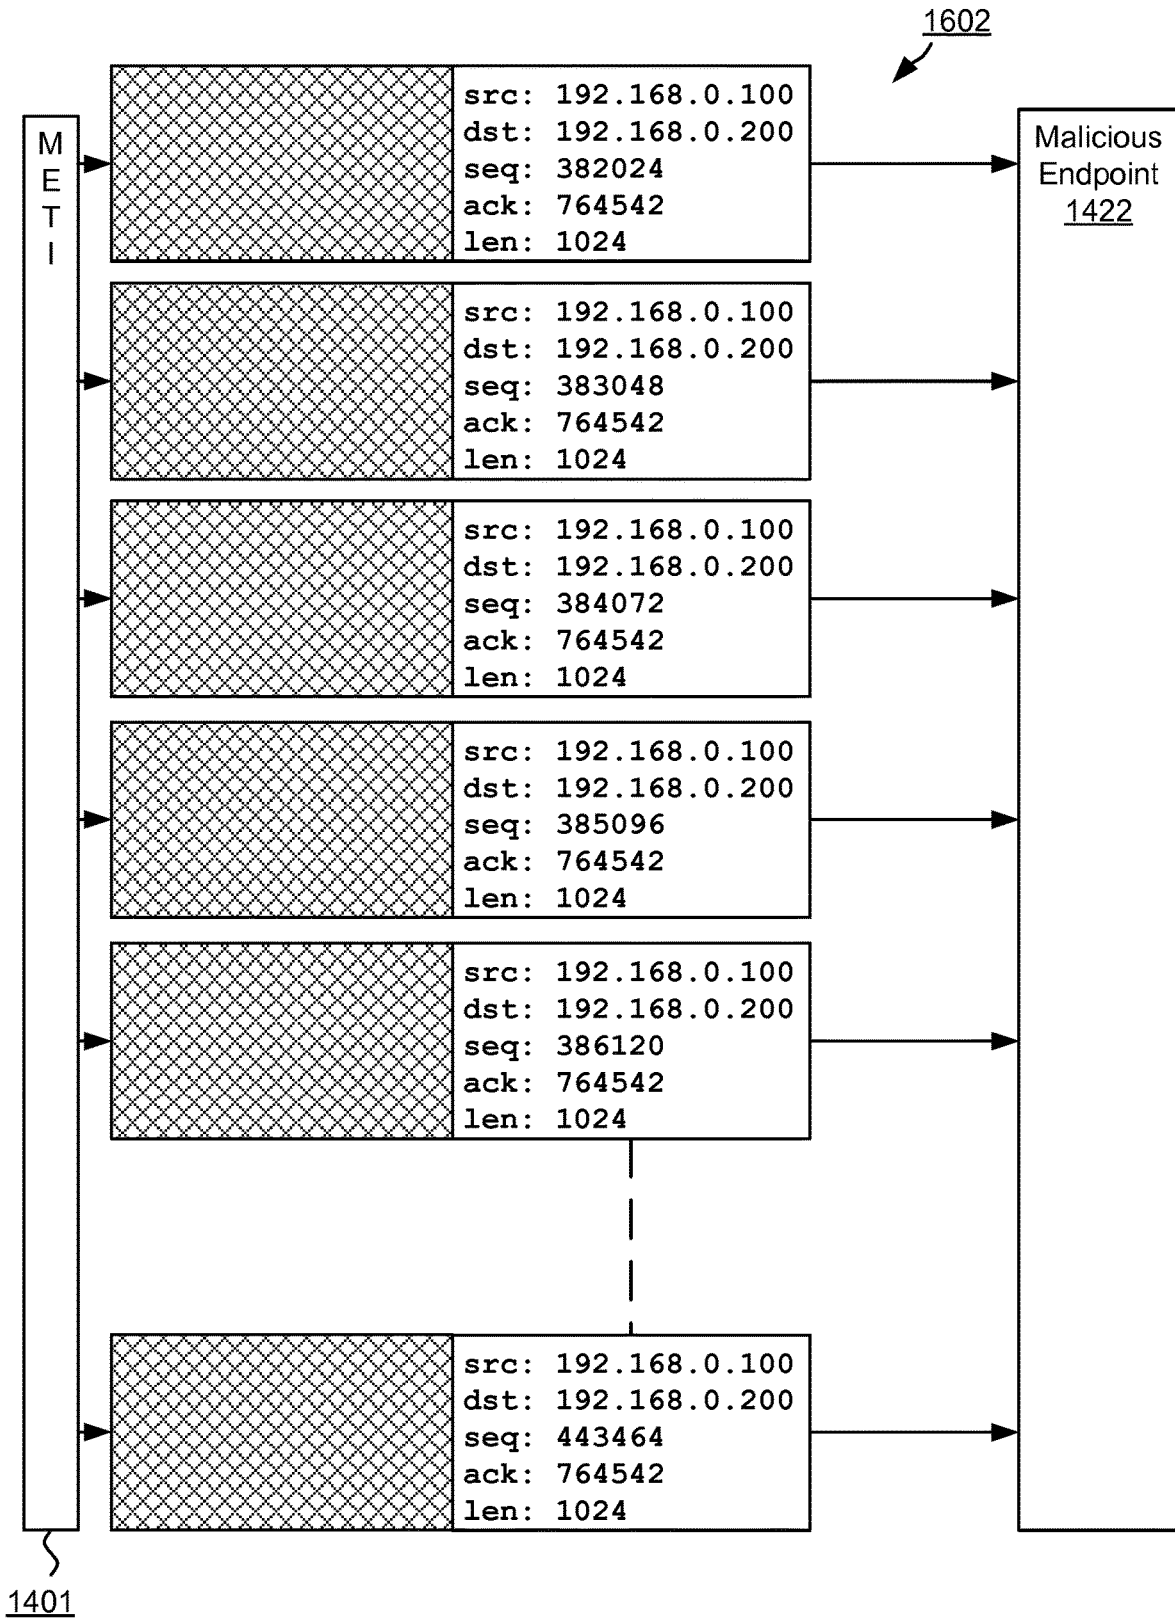 1602
M
E
T
I
src: 192.168.0.100
dst: 192.168.0.200
seq: 382024
ack: 764542
len: 1024
Malicious
Endpoint
1422
src: 192.168.0.100
dst: 192.168.0.200
seq: 383048
ack: 764542
len: 1024
src: 192.168.0.100
dst: 192.168.0.200
seq: 384072
ack: 764542
len: 1024
src: 192.168.0.100
dst: 192.168.0.200
seq: 385096
ack: 764542
len: 1024
src: 192.168.0.100
dst: 192.168.0.200
seq: 386120
ack: 764542
len: 1024
src: 192.168.0.100
dst: 192.168.0.200
seq: 443464
ack: 764542
len: 1024
1401